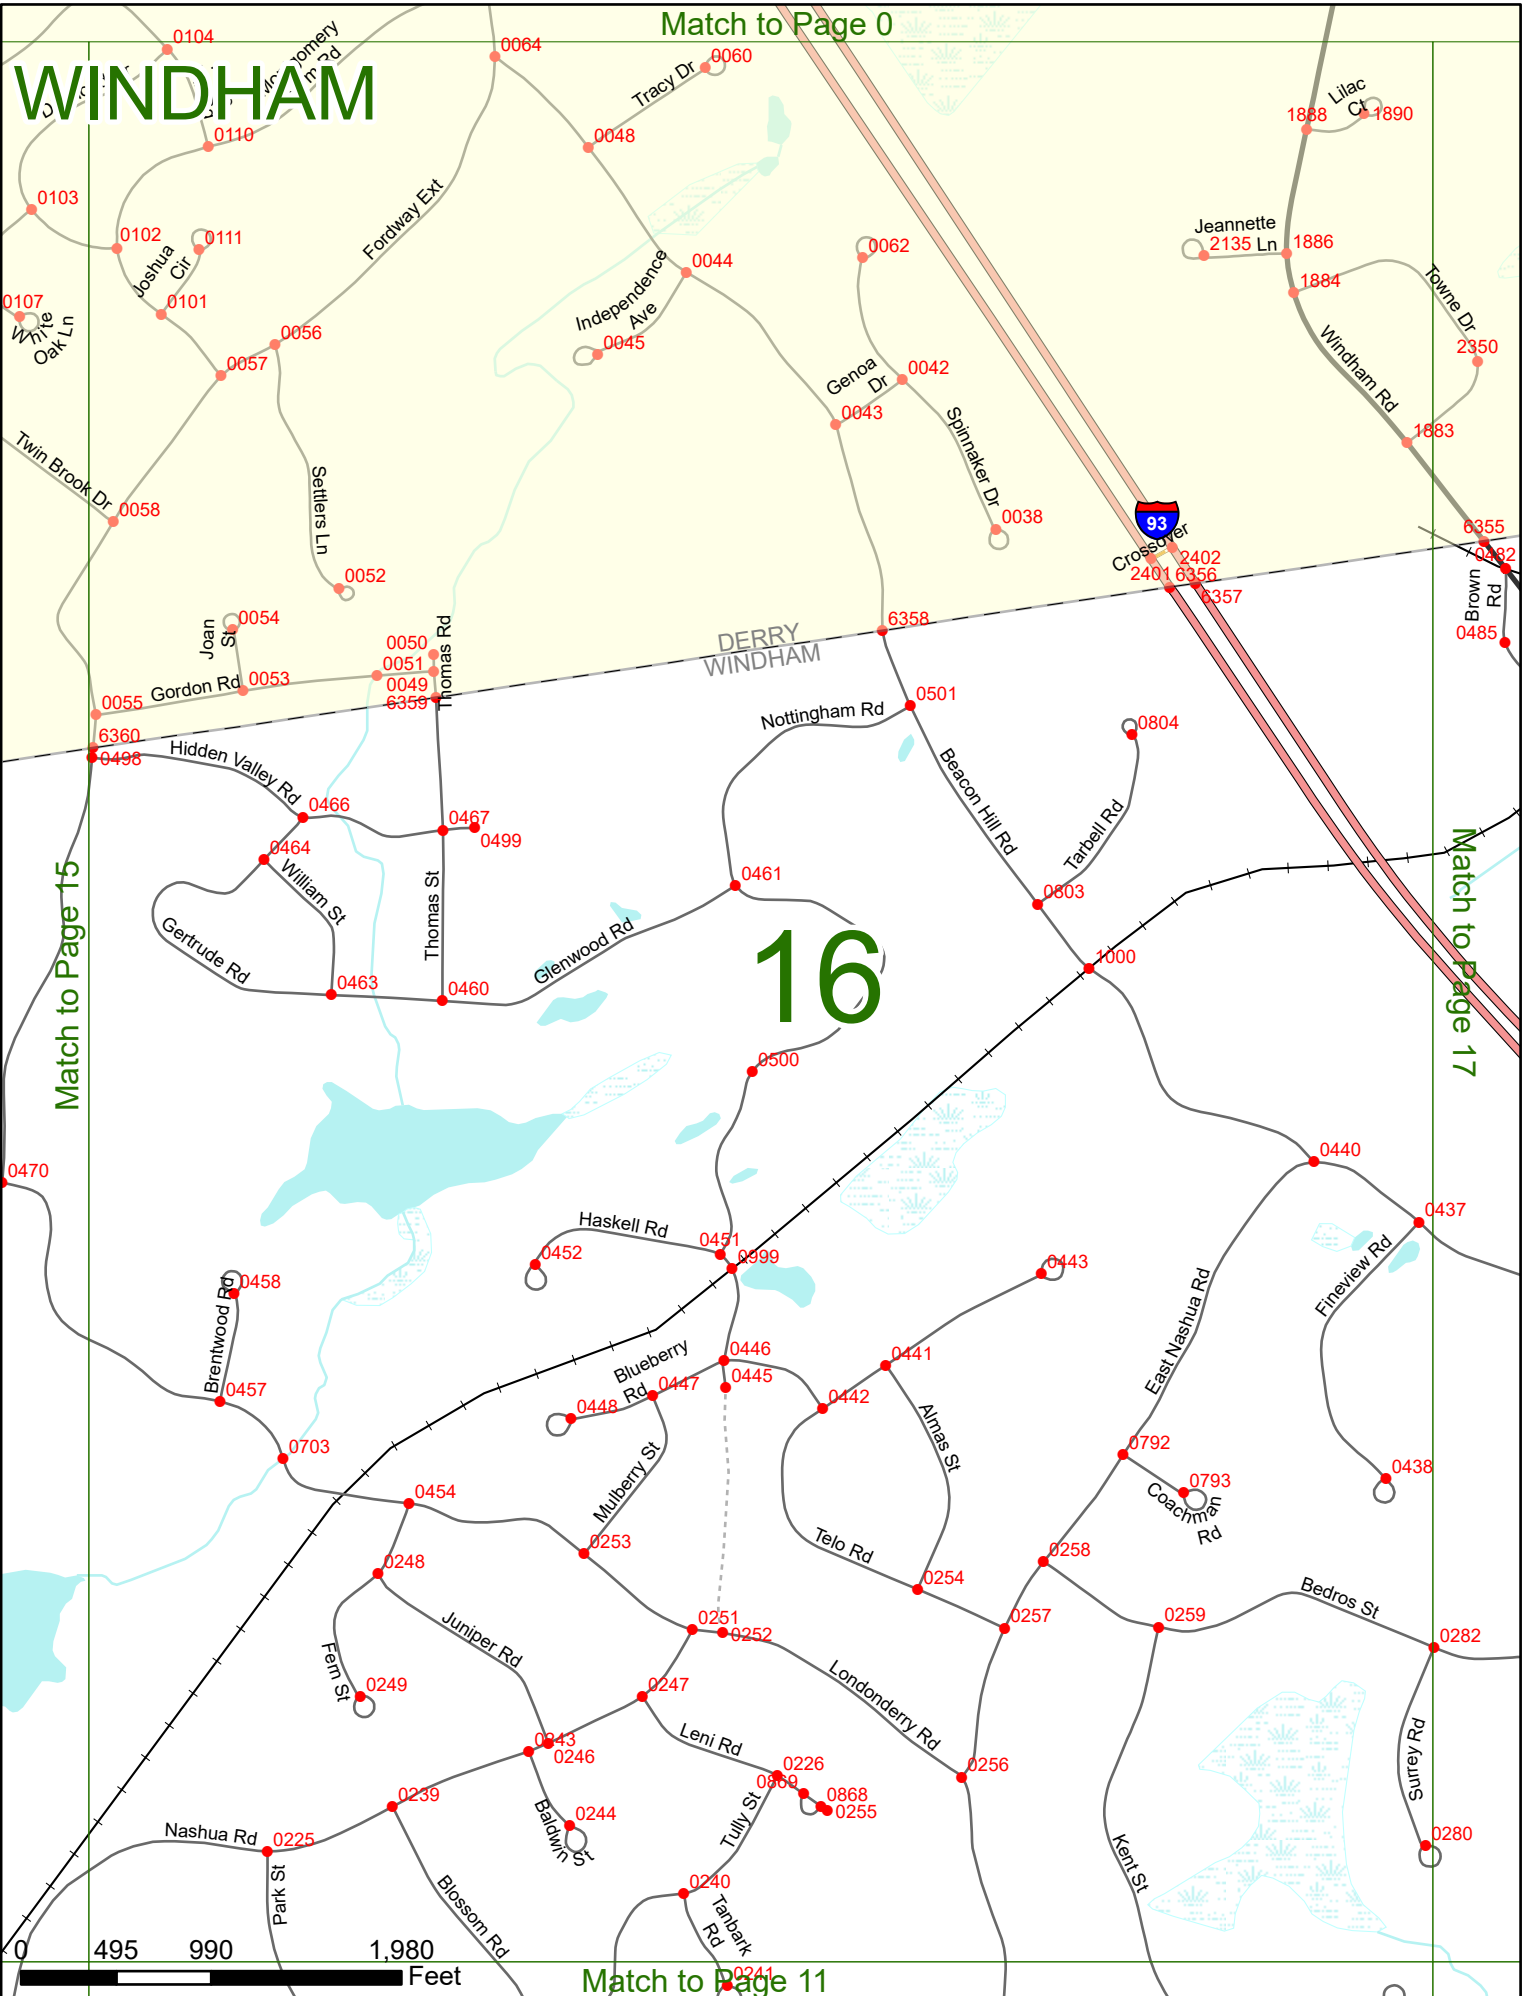 Match to Page 0
WINDHAM
0104
Montgomery
0064
0060
Tracy Dr
Lilac
Ct
1888
1890
0110
0048
0103
0102
0111
Joshua
Cir
Fordway Ext
0062
Jeannette
Ln
2135
1886
0044
Independence
Ave
1884
Towne Dr
0107
White
Oak Ln
0101
0056
0045
Windham Rd
2350
0057
Genoa
Dr
0042
0043
Spinnaker Dr
1883
Twin Brook Dr
0058
Settlers Ln
0038
93
Crossover
2402
2401
6356
6357
6355
0482
Brown
Rd
0485
0052
Joan
St
0054
0050
0051
0049
6359
Thomas Rd
DERRY
WINDHAM
6358
Gordon Rd
0053
0055
6360
0498
Nottingham Rd
0501
0804
Hidden Valley Rd
Beacon Hill Rd
Tarbell Rd
0466
0467
0499
0464
William St
Thomas St
0461
0803
Match to Page 15
Match to Page 17
Gertrude Rd
Glenwood Rd
16
0463
0460
1000
0500
0440
0470
0437
Haskell Rd
0451
0452
0999
0443
Fineview Rd
0458
Brentwood Rd
East Nashua Rd
0446
Blueberry
Rd
0445
0447
0441
0457
0448
0442
Almas St
0703
Mulberry St
0792
0793
Coachman
Rd
0438
0454
Telo Rd
0253
0248
0258
0254
Bedros St
Juniper Rd
0251
0252
0257
0259
0282
Fern St
0249
0247
Londonderry Rd
Leni Rd
Surrey Rd
0243
0246
0226
0869
0868
0255
0256
0239
0244
Baldwin St
Tully St
Nashua Rd
0225
Kent St
0280
Park St
Blossom Rd
0240
Tanbark
Rd
0 495 990 1,980
Feet
0241
Match to Page 11